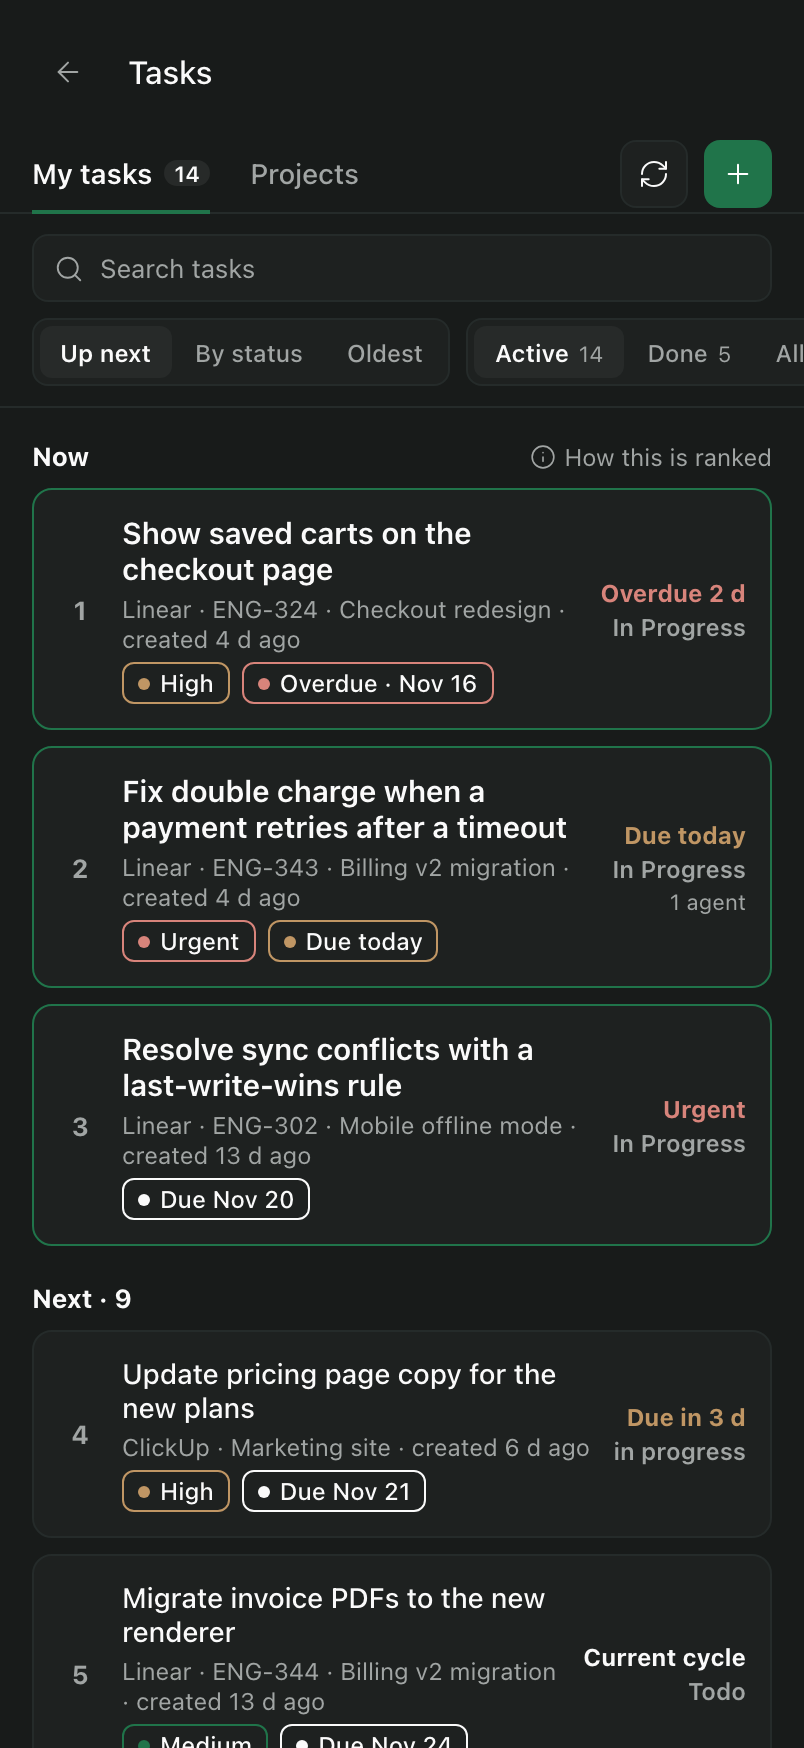 Tasks
My tasks 14 Projects
Search tasks
Up next By status Oldest Active 14 Done 5 All
Now How this is ranked
Show saved carts on the
checkout page
1
Linear · ENG-324 · Checkout redesign ·
created 4 d ago
High Overdue · Nov 16
Overdue 2 d
In Progress
Fix double charge when a
payment retries after a timeout
2
Linear · ENG-343 · Billing v2 migration ·
created 4 d ago
Urgent Due today
Due today
In Progress
1 agent
Resolve sync conflicts with a
last-write-wins rule
3
Linear · ENG-302 · Mobile offline mode ·
created 13 d ago
Due Nov 20
Urgent
In Progress
Next · 9
Update pricing page copy for the
new plans
4
ClickUp · Marketing site · created 6 d ago
High Due Nov 21
Due in 3 d
in progress
Migrate invoice PDFs to the new
renderer
5
Linear · ENG-344 · Billing v2 migration
· created 13 d ago
Medium Due Nov 24
Current cycle
Todo